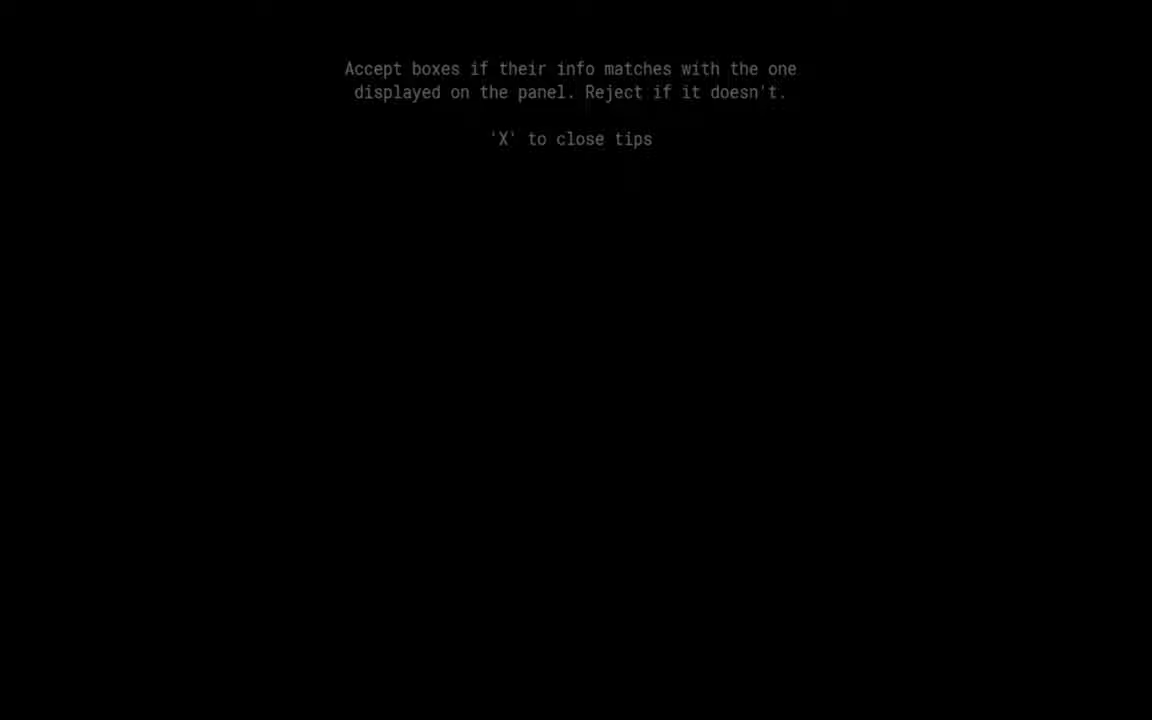 Accept boxes if their info matches with the one
displayed on the panel. Reject if it doesn't.
'X' to close tips